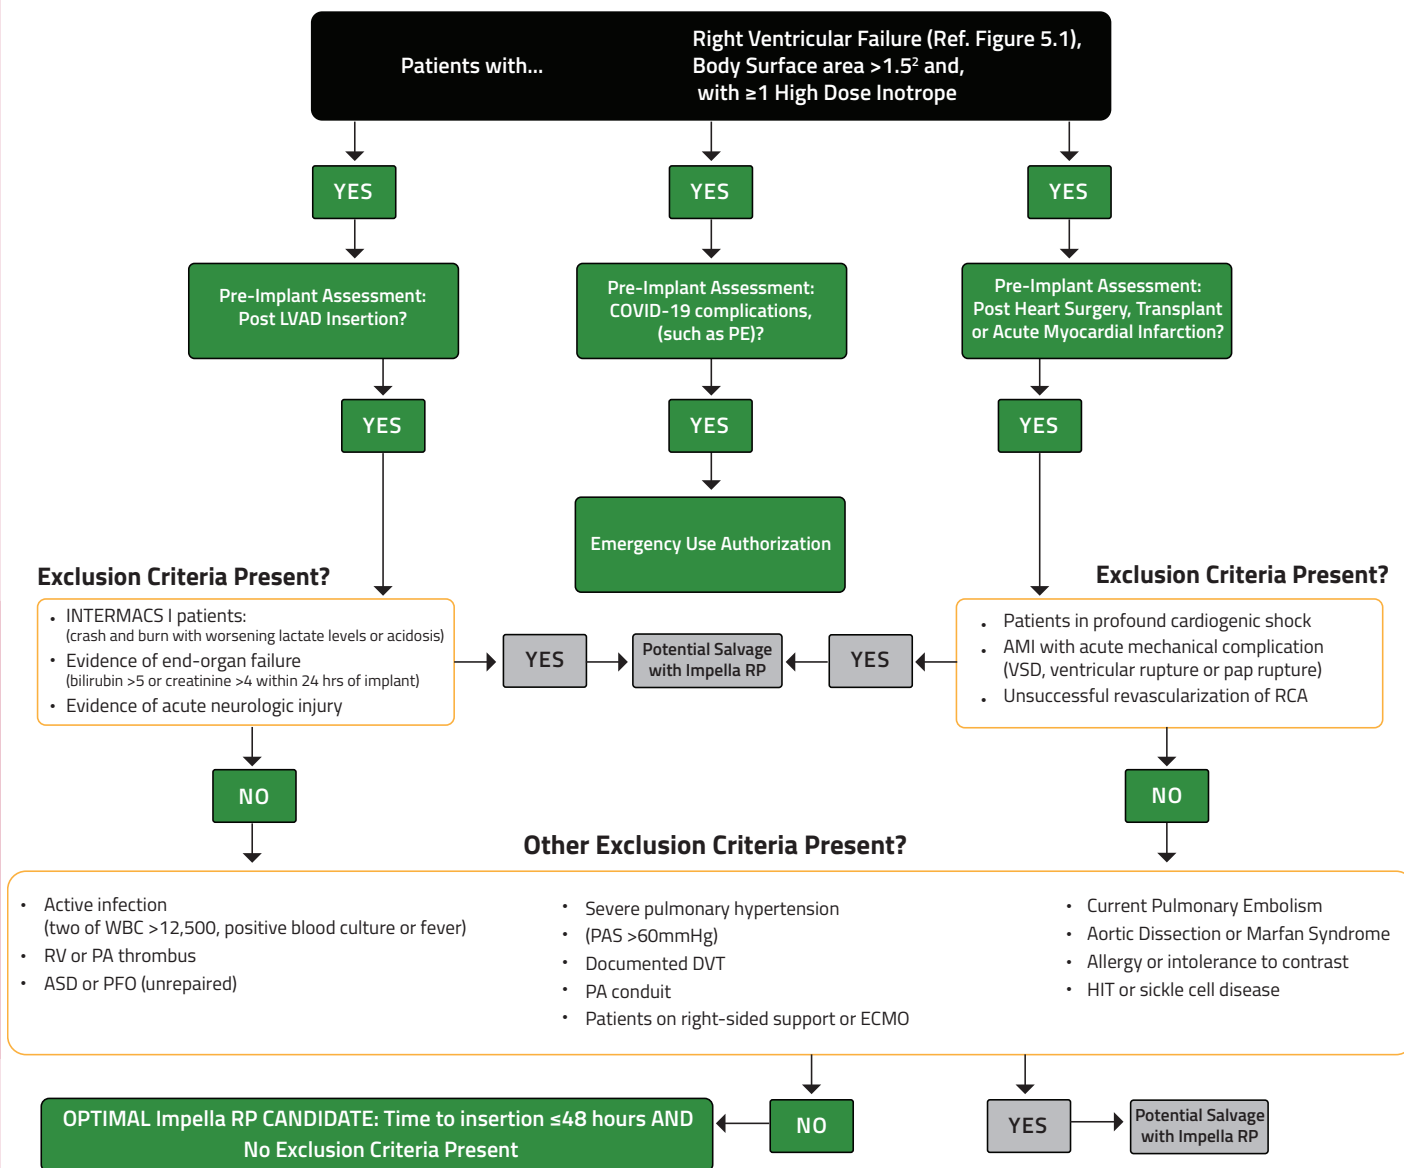 Patients with...
Right Ventricular Failure (Ref. Figure 5.1),
Body Surface area >1.5² and,
with ≥1 High Dose Inotrope
YES
YES
YES
Pre-Implant Assessment:
Post LVAD Insertion?
Pre-Implant Assessment:
COVID-19 complications,
(such as PE)?
Pre-Implant Assessment:
Post Heart Surgery, Transplant
or Acute Myocardial Infarction?
YES
YES
YES
Emergency Use Authorization
Exclusion Criteria Present?
• INTERMACS I patients:
(crash and burn with worsening lactate levels or acidosis)
• Evidence of end-organ failure
(bilirubin >5 or creatinine >4 within 24 hrs of implant)
• Evidence of acute neurologic injury
YES
Potential Salvage
with Impella RP
YES
Exclusion Criteria Present?
• Patients in profound cardiogenic shock
• AMI with acute mechanical complication
(VSD, ventricular rupture or pap rupture)
• Unsuccessful revascularization of RCA
NO
NO
Other Exclusion Criteria Present?
• Active infection
(two of WBC >12,500, positive blood culture or fever)
• RV or PA thrombus
• ASD or PFO (unrepaired)
• Severe pulmonary hypertension
• (PAS >60mmHg)
• Documented DVT
• PA conduit
• Patients on right-sided support or ECMO
• Current Pulmonary Embolism
• Aortic Dissection or Marfan Syndrome
• Allergy or intolerance to contrast
• HIT or sickle cell disease
OPTIMAL Impella RP CANDIDATE: Time to insertion ≤48 hours AND
No Exclusion Criteria Present
NO
YES
Potential Salvage
with Impella RP